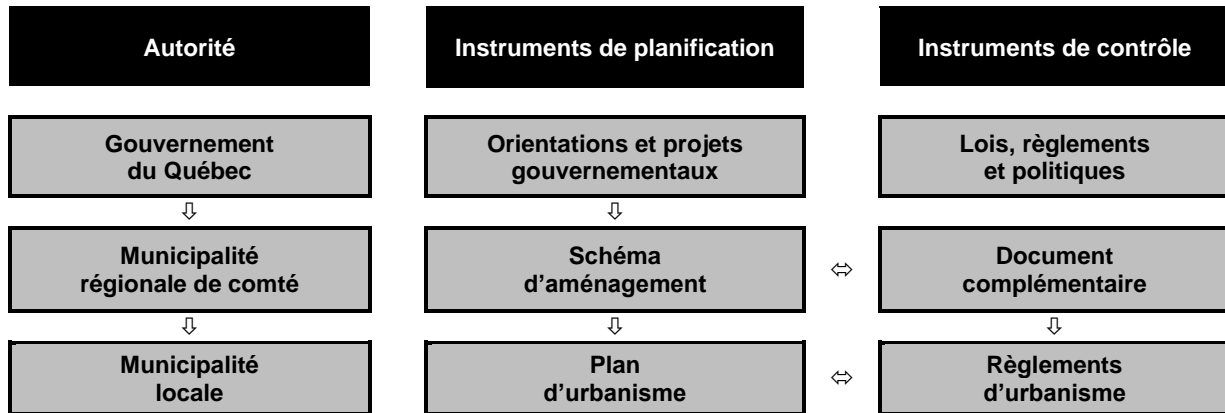 Autorité
Instruments de planification
Instruments de contrôle
Gouvernement
du Québec
Orientations et projets
gouvernementaux
Lois, règlements
et politiques
⇩
⇩
Municipalité
régionale de comté
Schéma
d'aménagement
⬄
Document
complémentaire
⇩
⇩
⇩
Municipalité
locale
Plan
d'urbanisme
⬄
Règlements
d'urbanisme